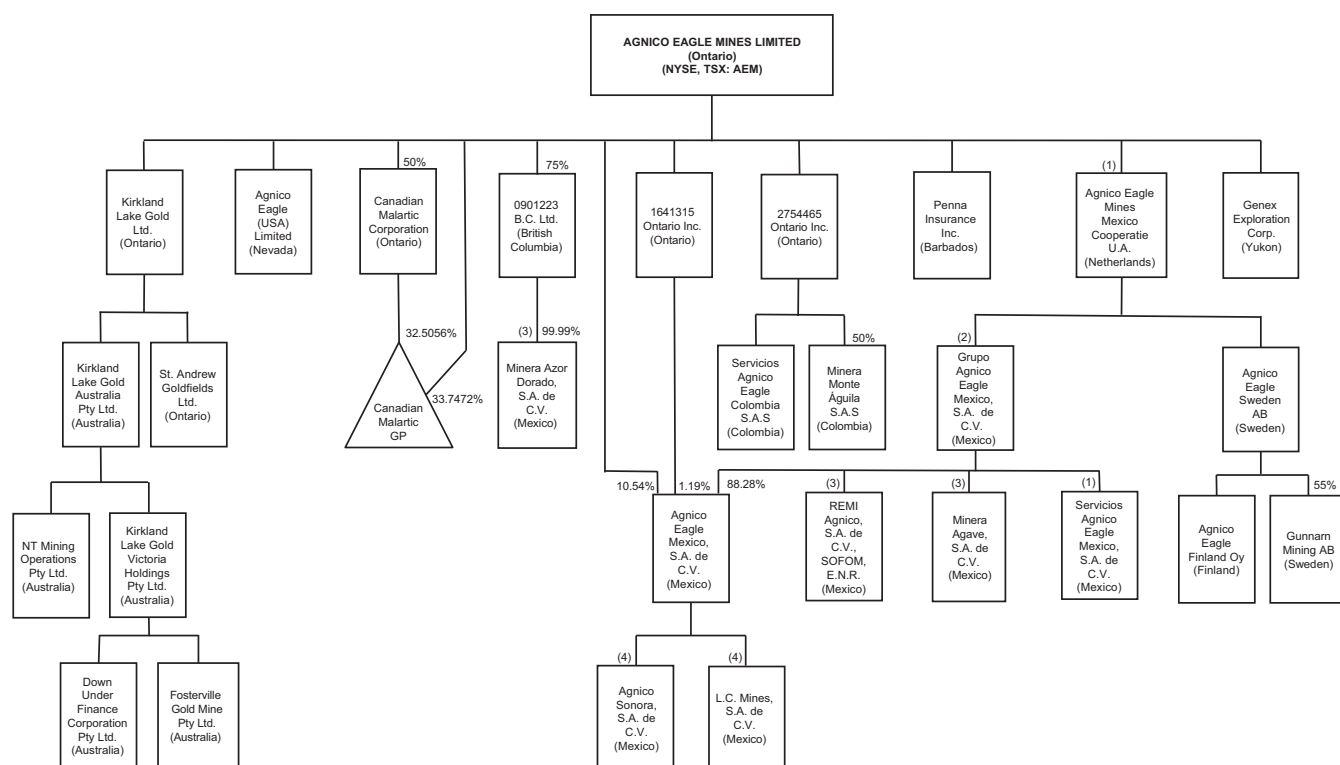 AGNICO EAGLE MINES LIMITED
(Ontario)
(NYSE, TSX: AEM)
Kirkland
Lake Gold
Ltd.
(Ontario)
Agnico
Eagle
(USA)
Limited
(Nevada)
50%
Canadian
Malartic
Corporation
(Ontario)
75%
0901223
B.C. Ltd.
(British
Columbia)
1641315
Ontario Inc.
(Ontario)
2754465
Ontario Inc.
(Ontario)
Penna
Insurance
Inc.
(Barbados)
(1)
Agnico Eagle
Mines
Mexico
Cooperatie
U.A.
(Netherlands)
Genex
Exploration
Corp.
(Yukon)
Kirkland
Lake Gold
Australia
Pty Ltd.
(Australia)
St. Andrew
Goldfields
Ltd.
(Ontario)
32.5056%
33.7472%
Canadian
Malartic
GP
(3) 99.99%
Minera Azor
Dorado,
S.A. de
C.V.
(Mexico)
Servicios
Agnico
Eagle
Colombia
S.A.S
(Colombia)
50%
Minera
Monte
Águila
S.A.S
(Colombia)
(2)
Grupo
Agnico
Eagle
Mexico,
S.A. de
C.V.
(Mexico)
Agnico
Eagle
Sweden
AB
(Sweden)
NT Mining
Operations
Pty Ltd.
(Australia)
Kirkland
Lake Gold
Victoria
Holdings
Pty Ltd.
(Australia)
10.54%
1.19%
88.28%
Agnico
Eagle
Mexico,
S.A. de
C.V.
(Mexico)
(3)
REMI
Agnico,
S.A. de
C.V.,
SOFOM,
E.N.R.
(Mexico)
(3)
Minera
Agave,
S.A. de
C.V.
(Mexico)
(1)
Servicios
Agnico
Eagle
Mexico,
S.A. de
C.V.
(Mexico)
Agnico
Eagle
Finland Oy
(Finland)
55%
Gunnarn
Mining AB
(Sweden)
Down
Under
Finance
Corporation
Pty Ltd.
(Australia)
Fosterville
Gold Mine
Pty Ltd.
(Australia)
(4)
Agnico
Sonora,
S.A. de
C.V.
(Mexico)
(4)
L.C. Mines,
S.A. de
C.V.
(Mexico)